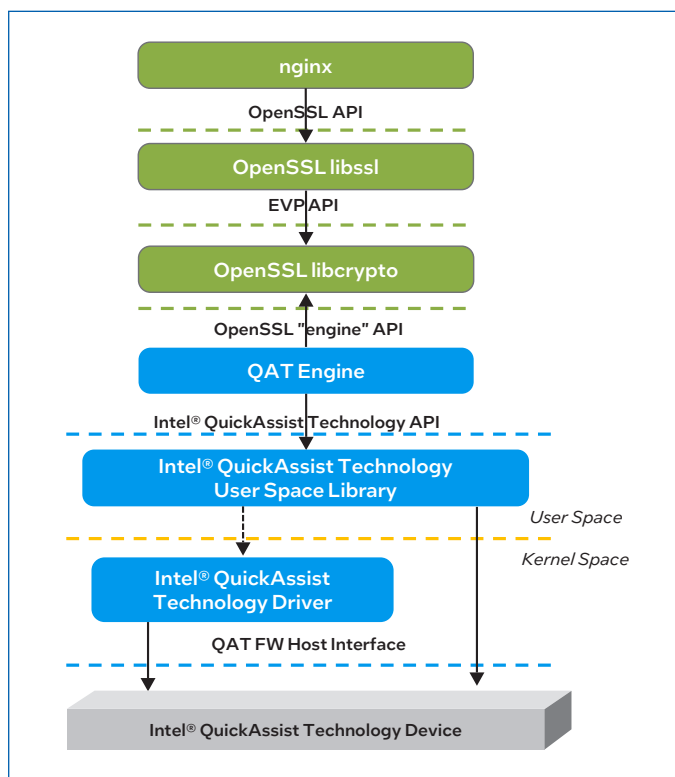 nginx
OpenSSL API
OpenSSL libssl
EVP API
OpenSSL libcrypto
OpenSSL "engine" API
QAT Engine
Intel® QuickAssist Technology API
Intel® QuickAssist Technology
User Space Library
User Space
Kernel Space
Intel® QuickAssist
Technology Driver
QAT FW Host Interface
Intel® QuickAssist Technology Device